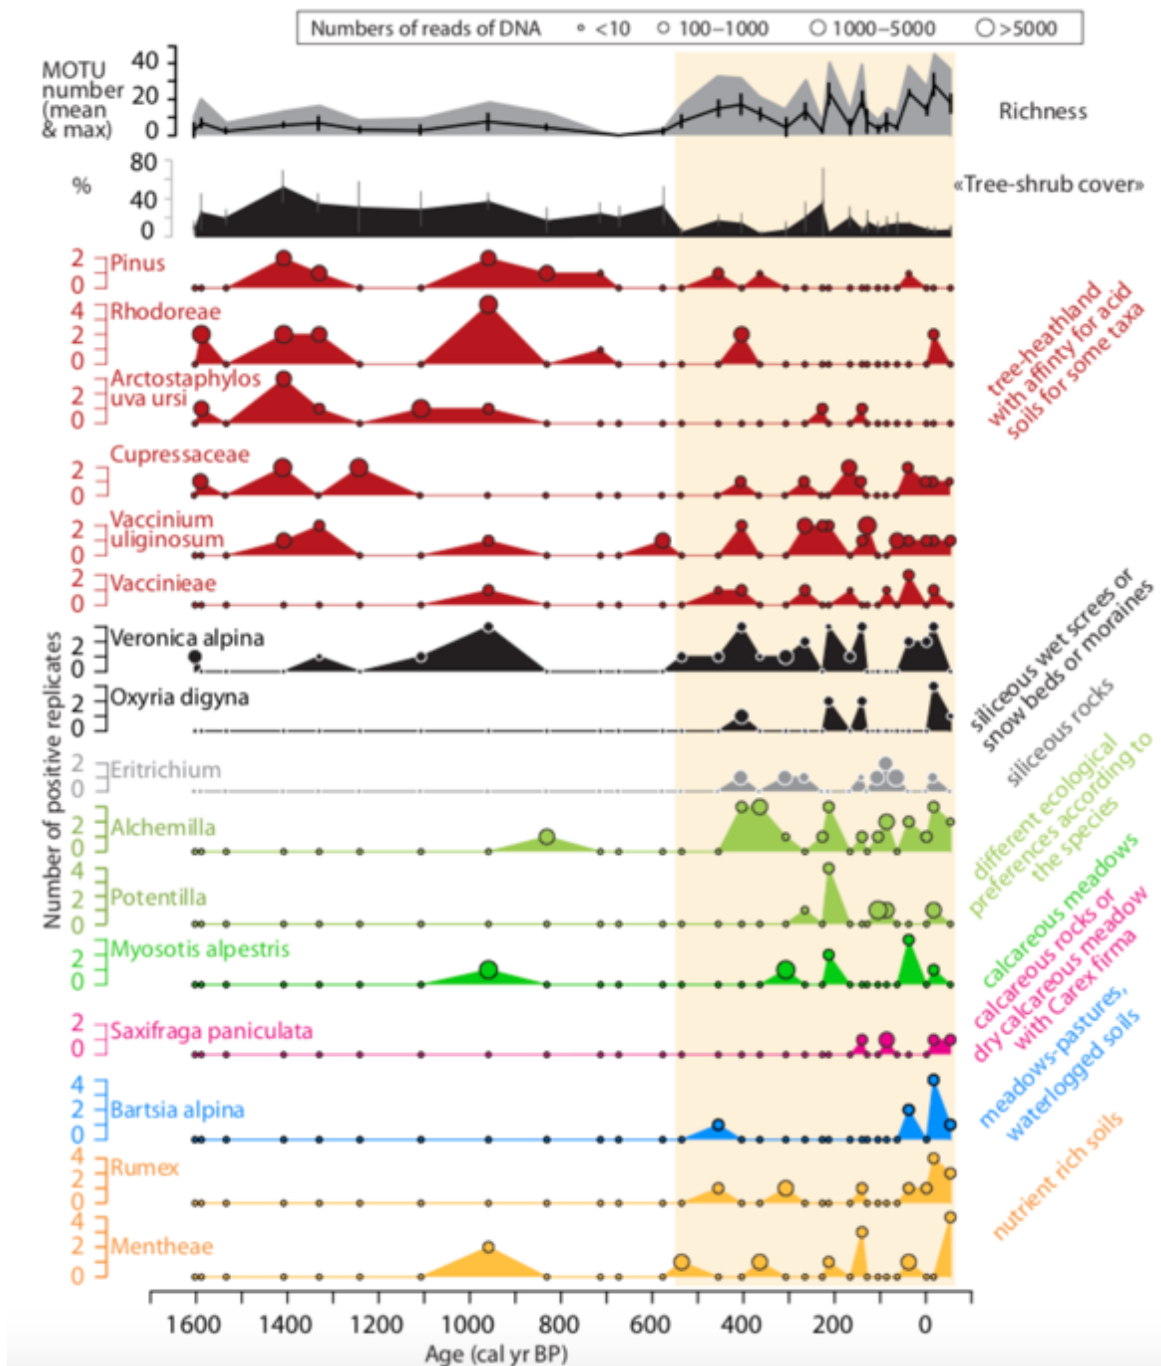 Numbers of reads of DNA <10 100−1000 1000−5000 >5000
MOTU
number
(mean
& max)
40
20
0
Richness
%
80
40
0
«Tree-shrub cover»
Number of positive replicates
2
0
Pinus
4
2
0
Rhodoreae
2
0
Arctostaphylos
uva ursi
2
0
Cupressaceae
2
0
Vaccinium
uliginosum
2
0
Vaccinieae
tree-heathland
with affinty for acid
soils for some taxa
2
0
Veronica alpina
2
0
Oxyria digyna
siliceous wet screes or
snow beds or moraines
2
0
Eritrichium
siliceous rocks
2
0
Alchemilla
4
2
0
Potentilla
different ecological
preferences according to
the species
2
0
Myosotis alpestris
calcareous meadows
2
0
Saxifraga paniculata
calcareous rocks or
dry calcareous meadow
with Carex firma
4
2
0
Bartsia alpina
meadows-pastures,
waterlogged soils
4
2
0
Rumex
4
2
0
Mentheae
nutrient rich soils
1600 1400 1200 1000 800 600 400 200 0
Age (cal yr BP)